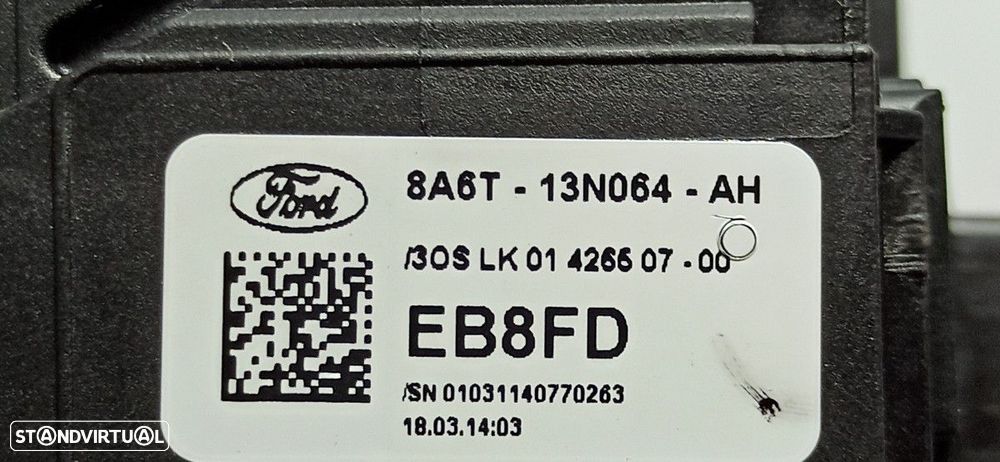 Ford
8A6T - 13N064 - AH
/3OS LK 01 4266 07 - 00
EB8FD
/SN 01031140770263
18.03.14:03
STANDVIRTUAL